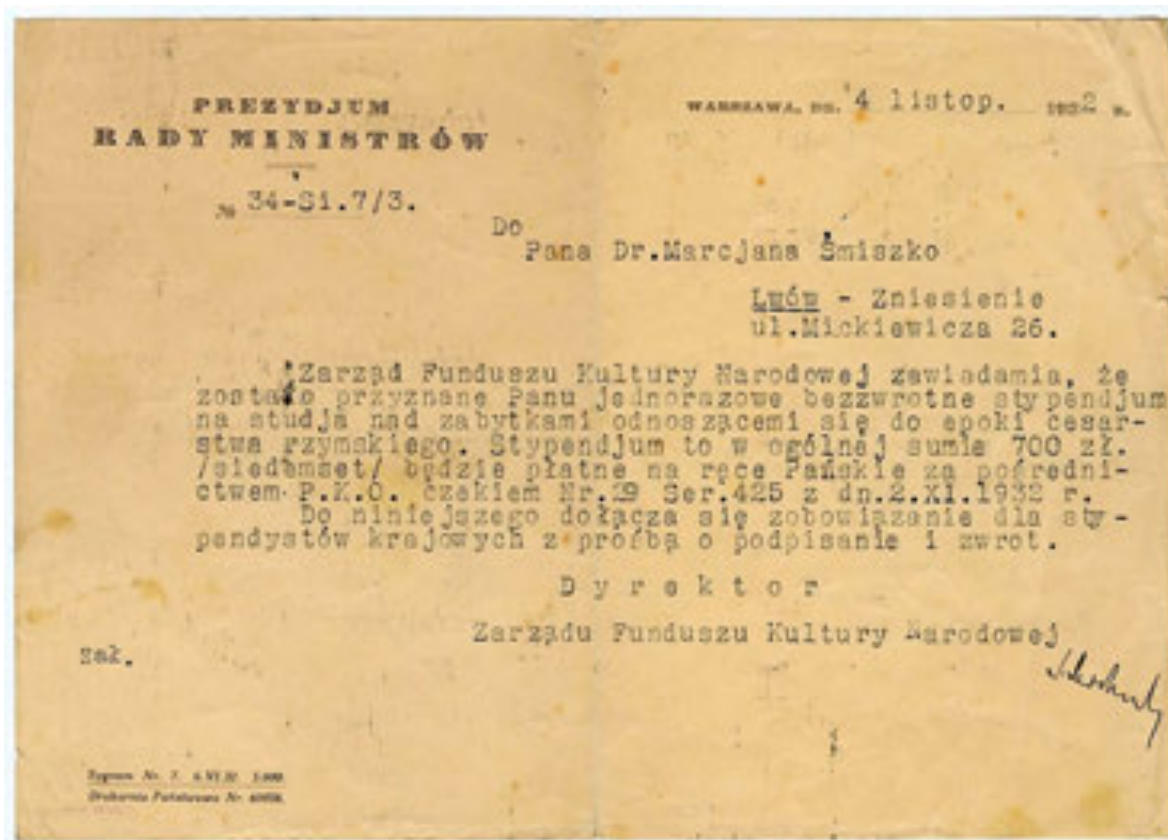 PREZYDJUM
RADY MINISTRÓW
№ 34-Si.7/3.
WARSZAWA, DN. 4 listop. 1932 R.
Do
Pana Dr.Marcjana Śmiszko
Lwów - Zniesienie
ul.Mickiewicza 26.
Zarząd Funduszu Kultury Narodowej zawiadamia, że
zostało przyznane Panu jednorazowe bezzwrotne stypendjum
na studja nad zabytkami odnoszącemi się do epoki cesar-
stwa rzymskiego. Stypendjum to w ogólnej sumie 700 zł.
/siedemset/ będzie płatne na ręce Pańskie za pośredni-
ctwem P.K.O. czekiem Nr.29 Ser.425 z dn.2.XI.1932 r.
Do niniejszego dołącza się zobowiązanie dla sty-
pendystów krajowych z prośbą o podpisanie i zwrot.
Dyrektor
Zarządu Funduszu Kultury Narodowej
zał.
Drukarnia Państwowa Nr.